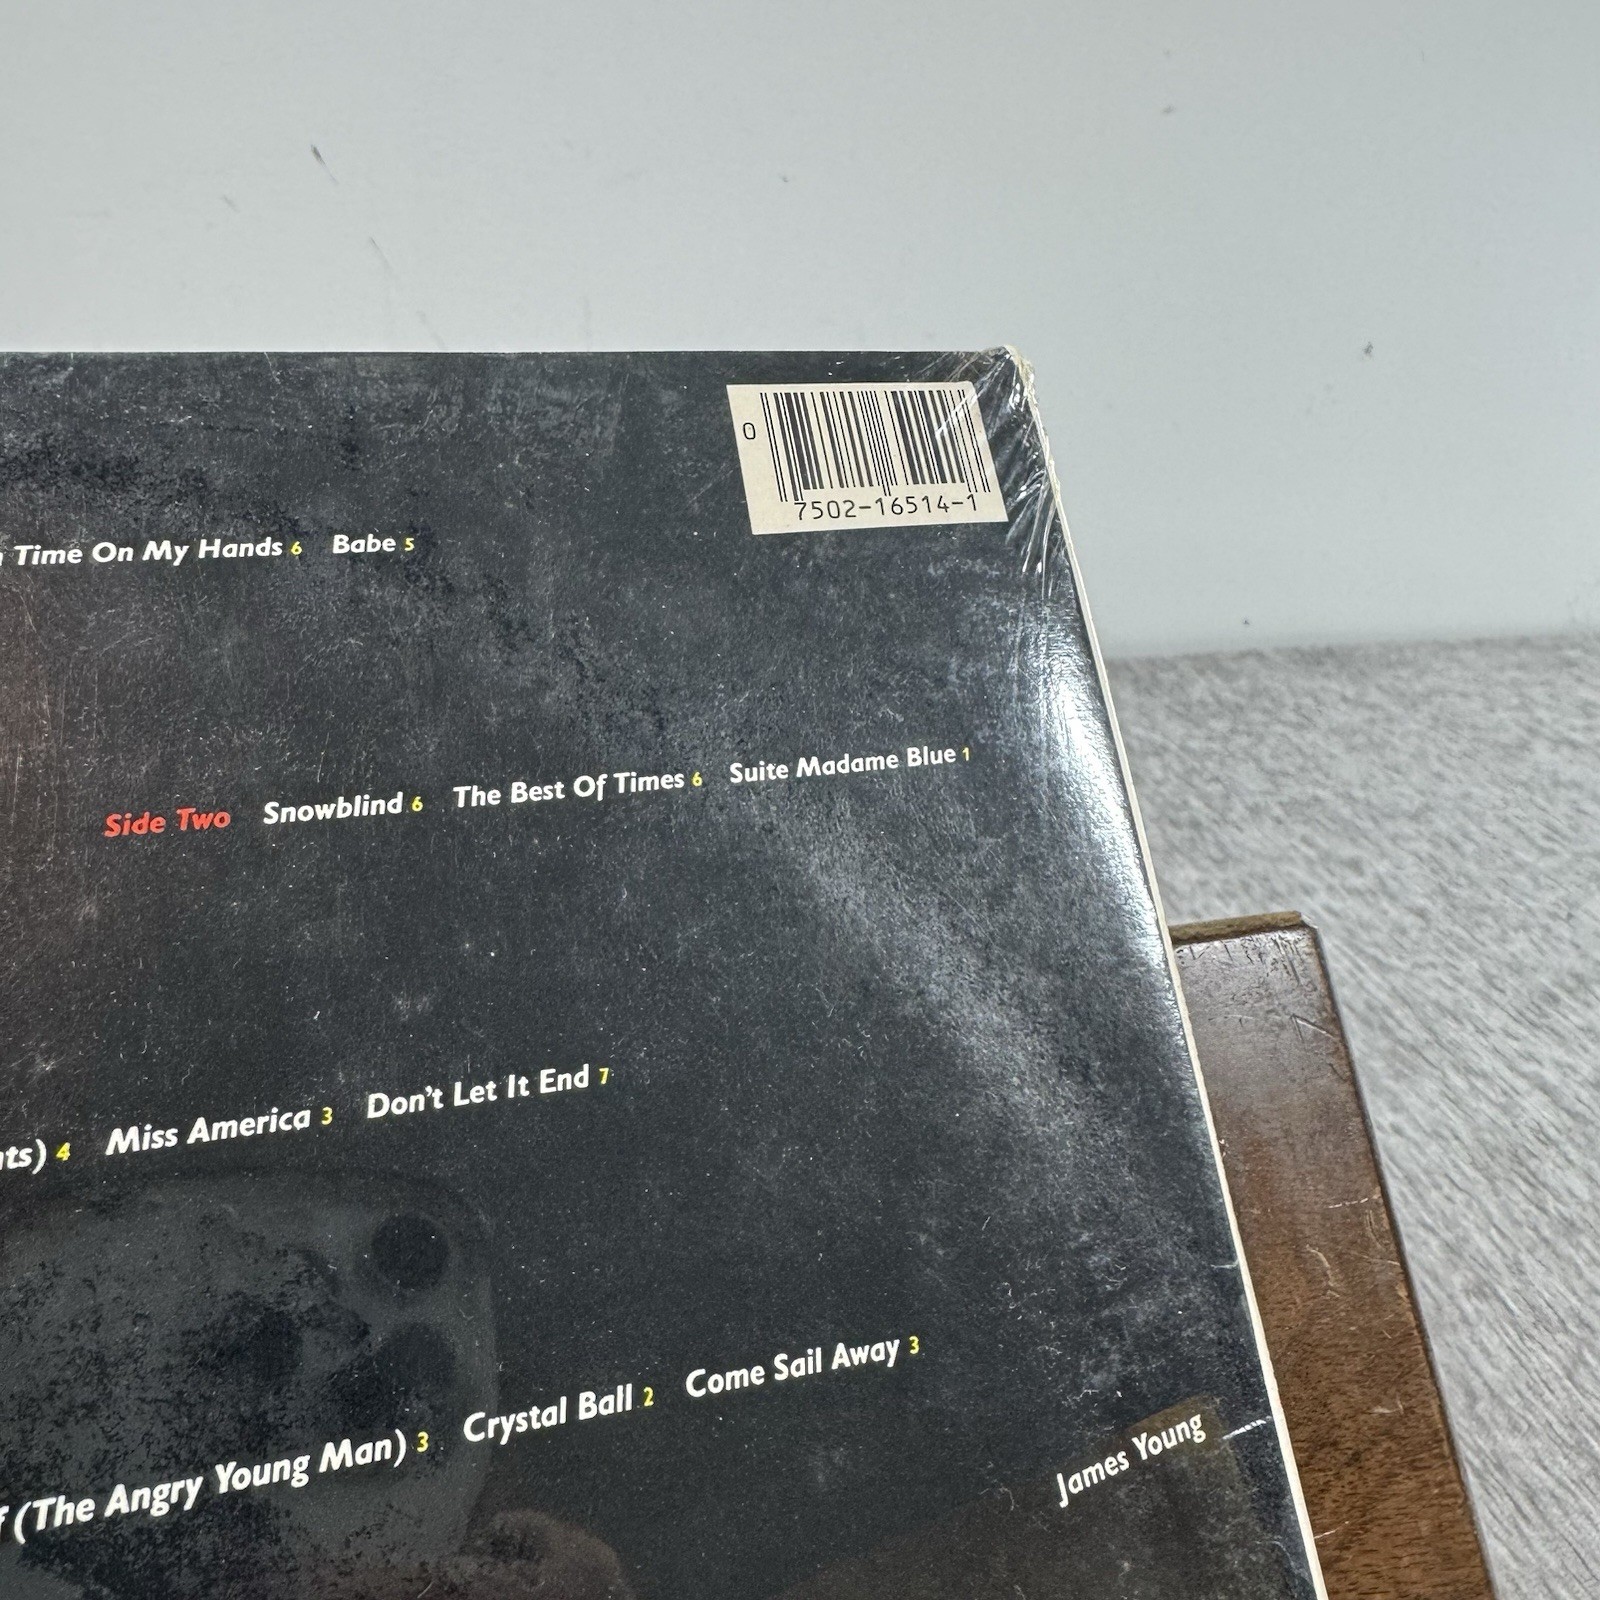 0
7502-16514-1
Time On My Hands 6 Babe 5
Side Two Snowblind 6 The Best Of Times 6 Suite Madame Blue 1
ts) 4 Miss America 3 Don't Let It End 7
(The Angry Young Man) 3 Crystal Ball 2 Come Sail Away 3
James Young